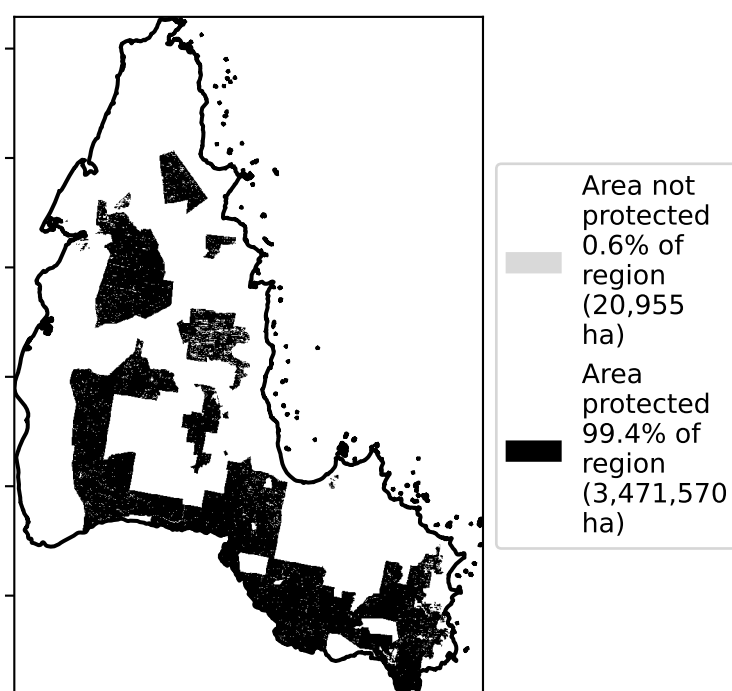 Area not
protected
0.6% of
region
(20,955
ha)
Area
protected
99.4% of
region
(3,471,570
ha)